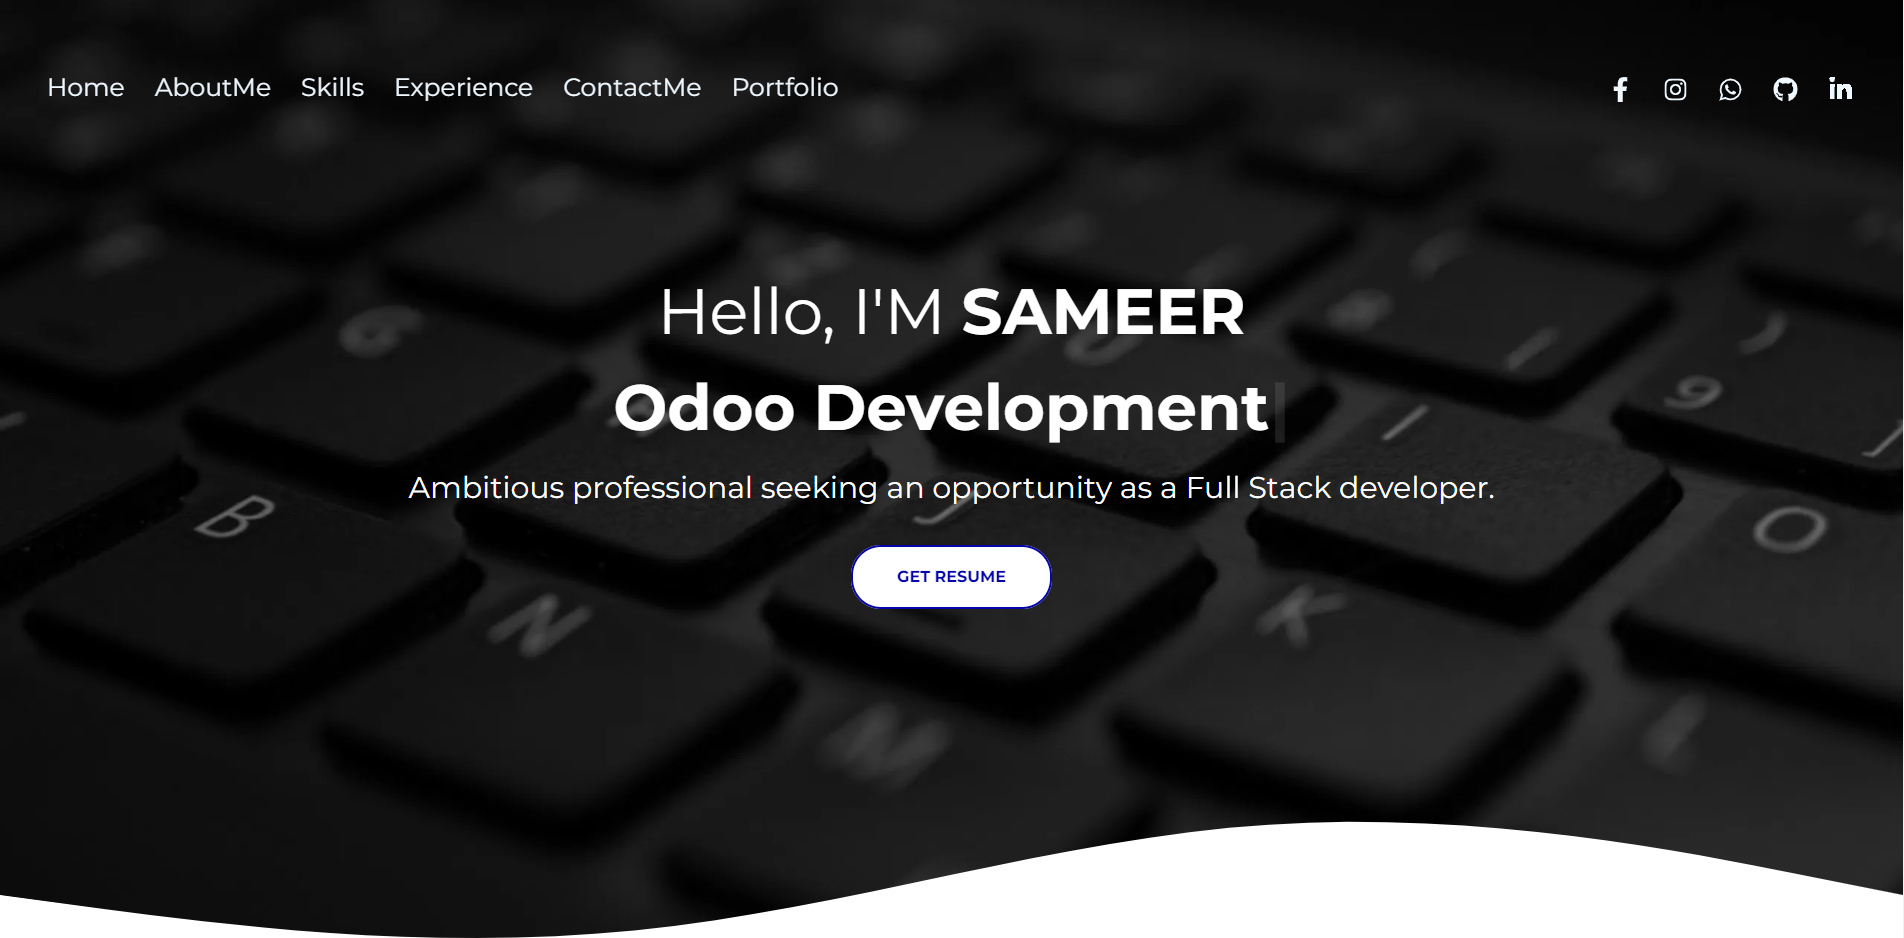 Home AboutMe Skills Experience ContactMe Portfolio
Hello, I'M SAMEER
Odoo Development|
Ambitious professional seeking an opportunity as a Full Stack developer.
GET RESUME
G
U
I
9
B
J
O
N
K
M